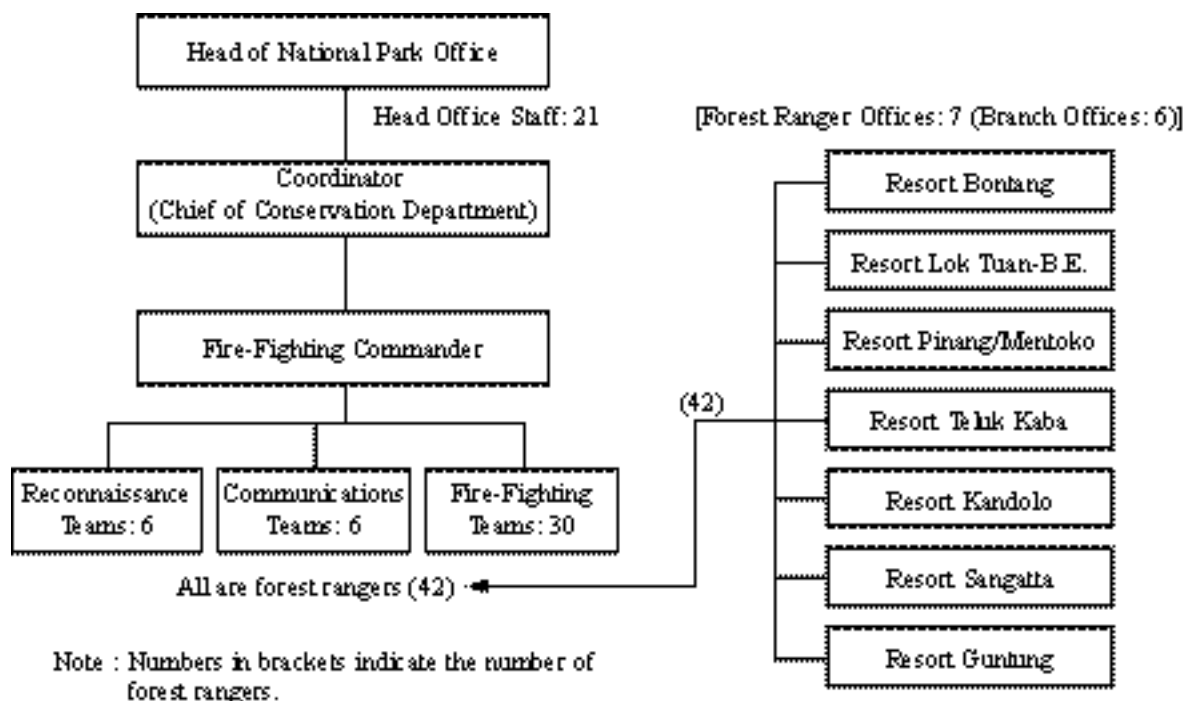 Head of National Park Office
Head Office Staff: 21
Coordinator
(Chief of Conservation Department)
Fire-Fighting Commander
Reconnaissance
Teams: 6
Communications
Teams: 6
Fire-Fighting
Teams: 30
All are forest rangers (42)
Note : Numbers in brackets indicate the number of
forest rangers.
[Forest Ranger Offices: 7 (Branch Offices: 6)]
Resort Bontang
Resort Lok Tuan-B.E.
Resort Pinang/Mentoko
(42)
Resort Teluk Kaba
Resort Kandolo
Resort Sangatta
Resort Guntung